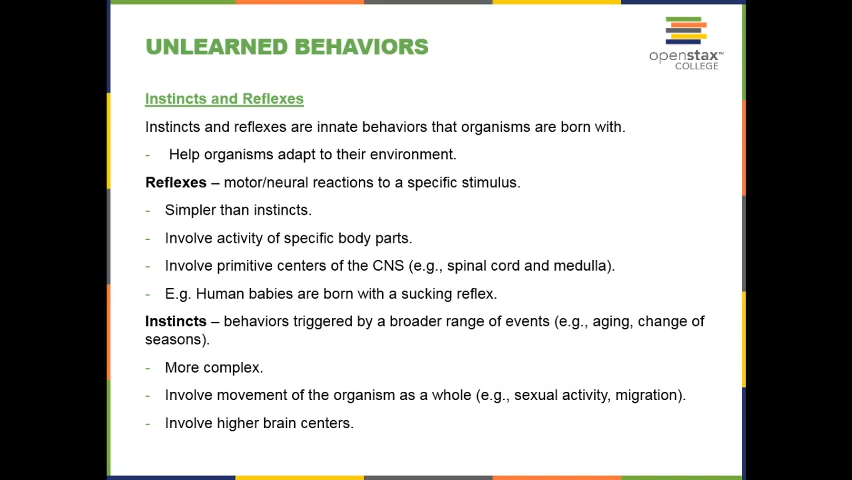 UNLEARNED BEHAVIORS
openstax™
COLLEGE
Instincts and Reflexes
Instincts and reflexes are innate behaviors that organisms are born with.
- Help organisms adapt to their environment.
Reflexes – motor/neural reactions to a specific stimulus.
- Simpler than instincts.
- Involve activity of specific body parts.
- Involve primitive centers of the CNS (e.g., spinal cord and medulla).
- E.g. Human babies are born with a sucking reflex.
Instincts – behaviors triggered by a broader range of events (e.g., aging, change of
seasons).
- More complex.
- Involve movement of the organism as a whole (e.g., sexual activity, migration).
- Involve higher brain centers.